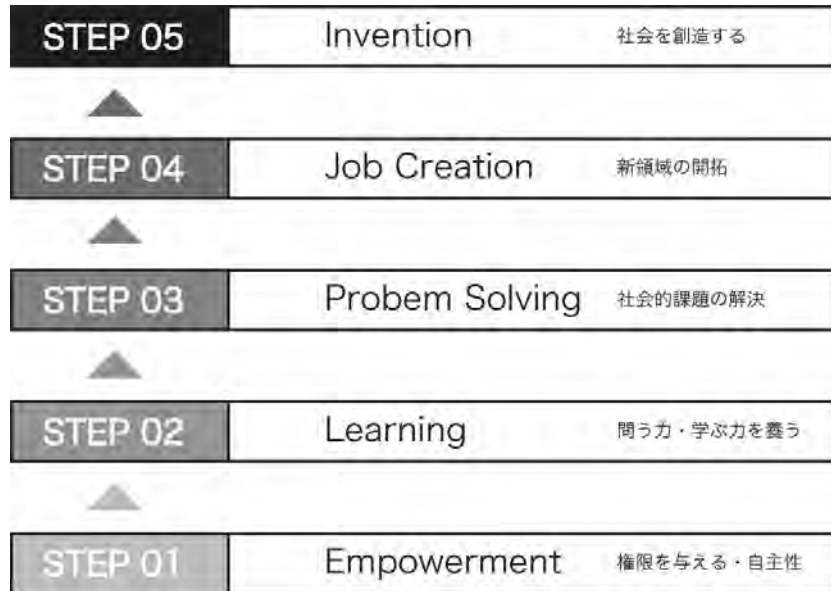 STEP 05 Invention 社会を創造する
STEP 04 Job Creation 新領域の開拓
STEP 03 Probem Solving 社会的課題の解決
STEP 02 Learning 問う力・学ぶ力を養う
STEP 01 Empowerment 権限を与える・自主性